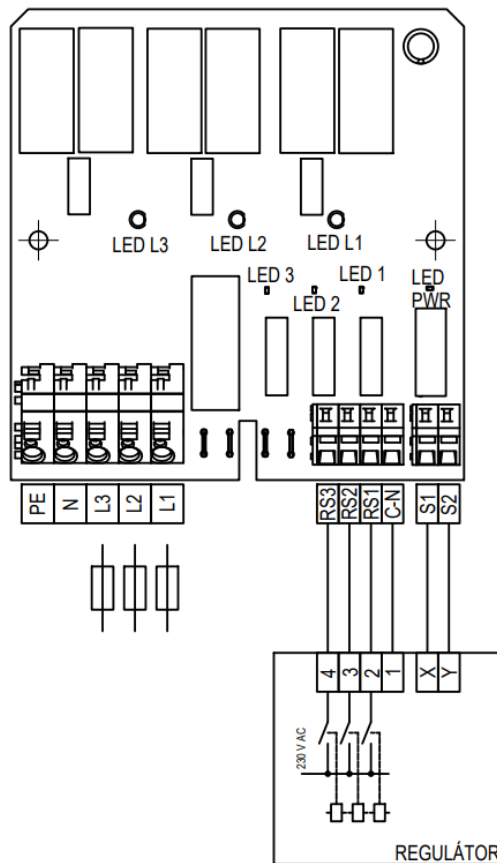 LED L3
LED L2
LED L1
LED 3
LED 2
LED 1
LED
PWR
PE
N
L3
L2
L1
RS3
RS2
RS1
C-N
S1
S2
4
3
2
1
X
Y
230 V AC
REGULÁTOR